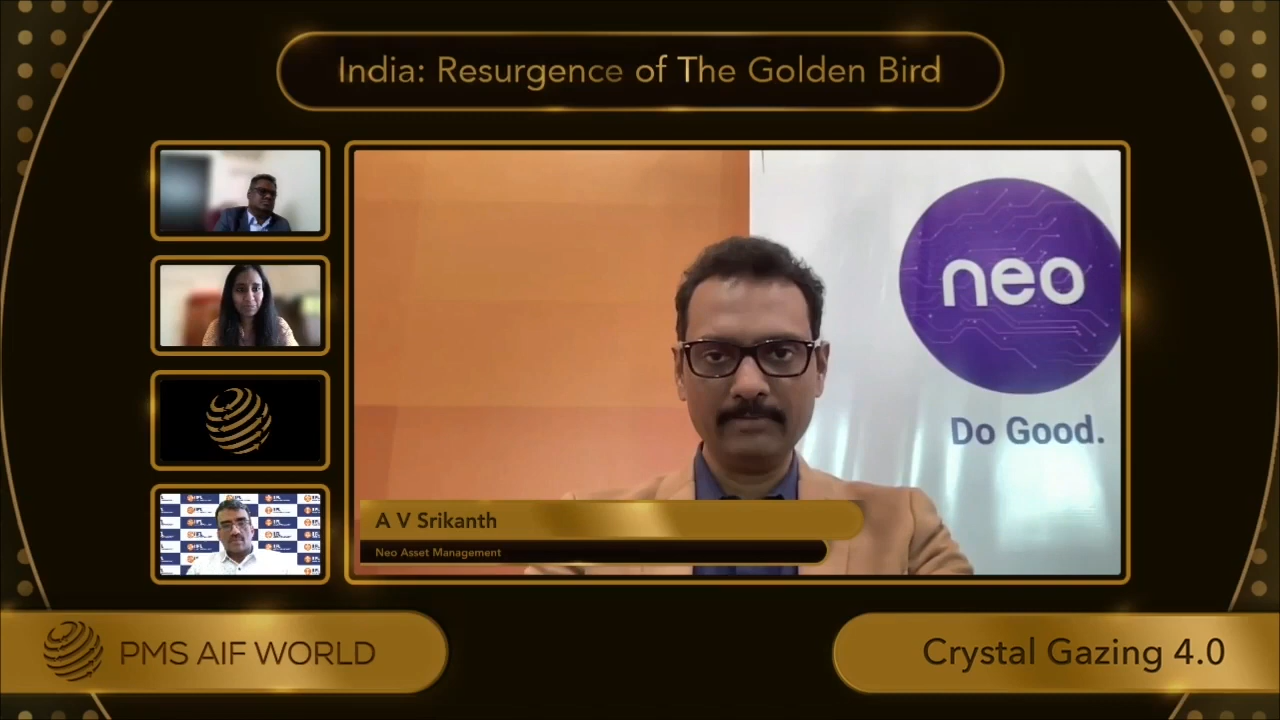 India: Resurgence of The Golden Bird
neo
Do Good.
A V Srikanth
Neo Asset Management
PMS AIF WORLD
Crystal Gazing 4.0